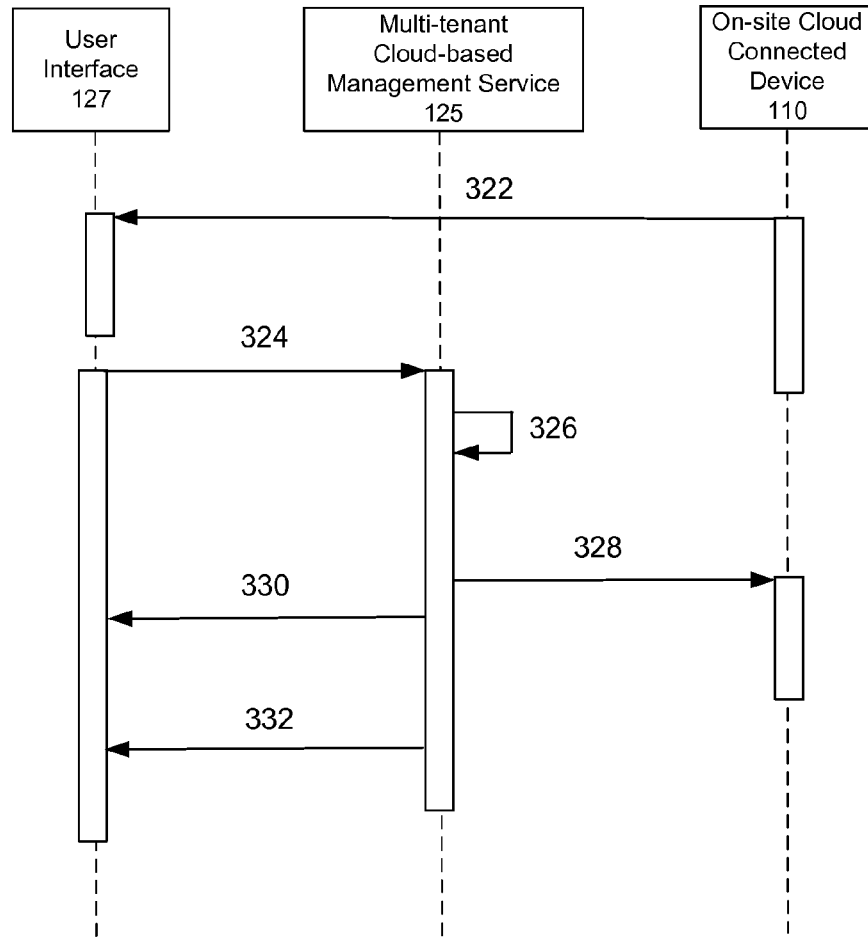 User
Interface
127
Multi-tenant
Cloud-based
Management Service
125
On-site Cloud
Connected
Device
110
322
324
326
328
330
332